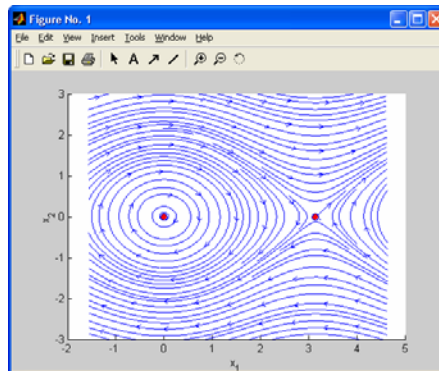 Figure No. 1
File Edit View Insert Tools Window Help
A
3
2
1
0
-1
-2
-3
x2
-2 -1 0 1 2 3 4 5
x1